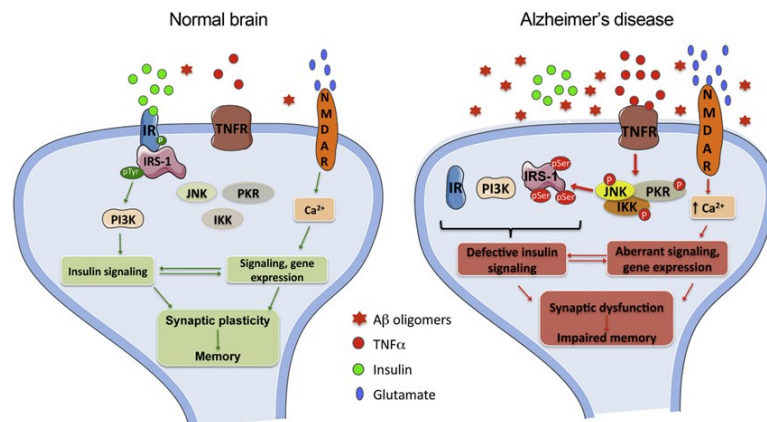 Normal brain
IR
P
IRS-1
pTyr
TNFR
NMDAR
PI3K
JNK
PKR
IKK
Ca²⁺
Insulin signaling
Signaling, gene
expression
Synaptic plasticity
Memory
Aβ oligomers
TNFα
Insulin
Glutamate
Alzheimer's disease
TNFR
NMDAR
IR
PI3K
IRS-1
pSer
pSer
pSer
P
JNK
PKR
P
IKK
P
↑ Ca²⁺
Defective insulin
signaling
Aberrant signaling,
gene expression
Synaptic dysfunction
Impaired memory